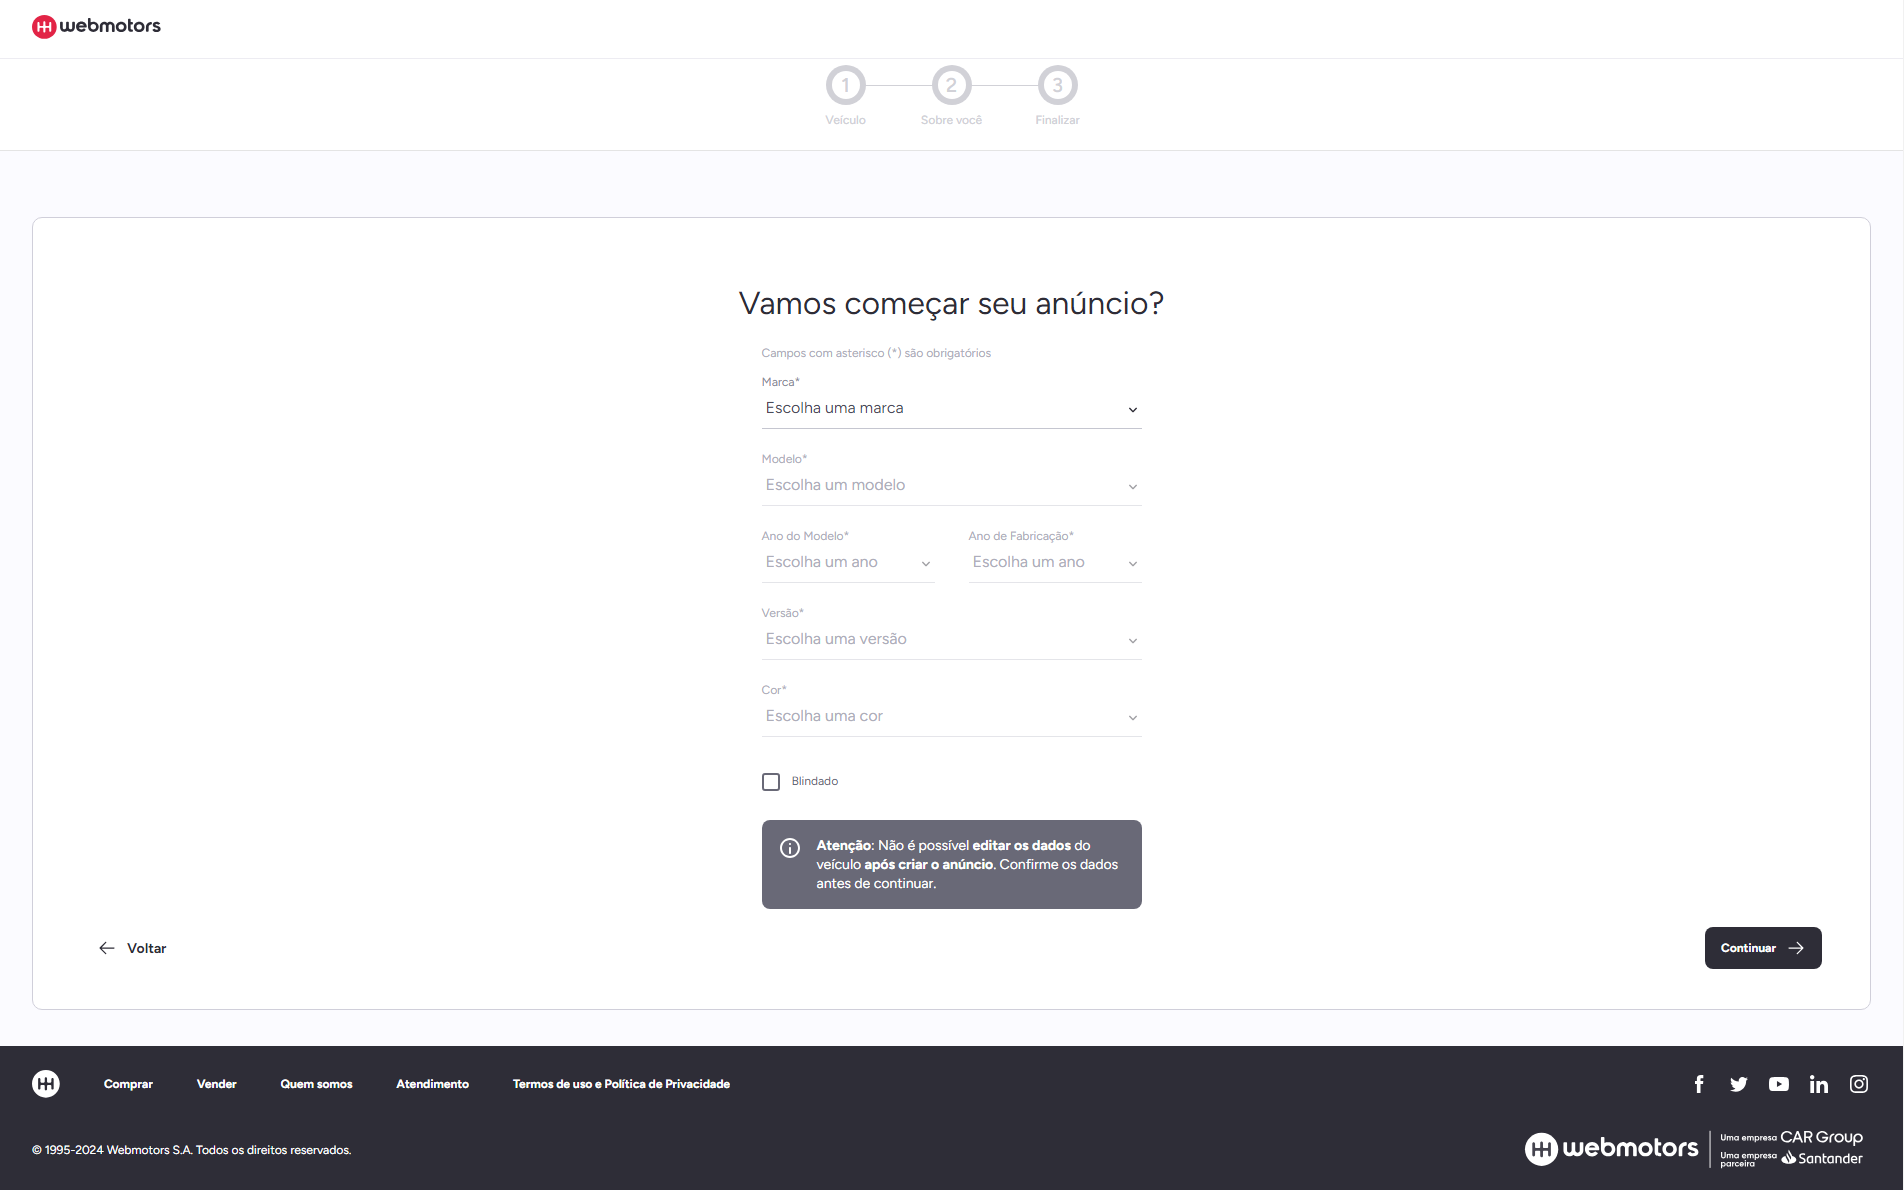 webmotors
1 2 3
Veículo Sobre você Finalizar
Vamos começar seu anúncio?
Campos com asterisco (*) são obrigatórios
Marca*
Escolha uma marca
Modelo*
Escolha um modelo
Ano do Modelo* Ano de Fabricação*
Escolha um ano Escolha um ano
Versão*
Escolha uma versão
Cor*
Escolha uma cor
Blindado
Atenção: Não é possível editar os dados do
veículo após criar o anúncio. Confirme os dados
antes de continuar.
Voltar Continuar
Comprar Vender Quem somos Atendimento Termos de uso e Política de Privacidade
© 1995-2024 Webmotors S.A. Todos os direitos reservados.
webmotors
Uma empresa CAR Group
Uma empresa parceira Santander